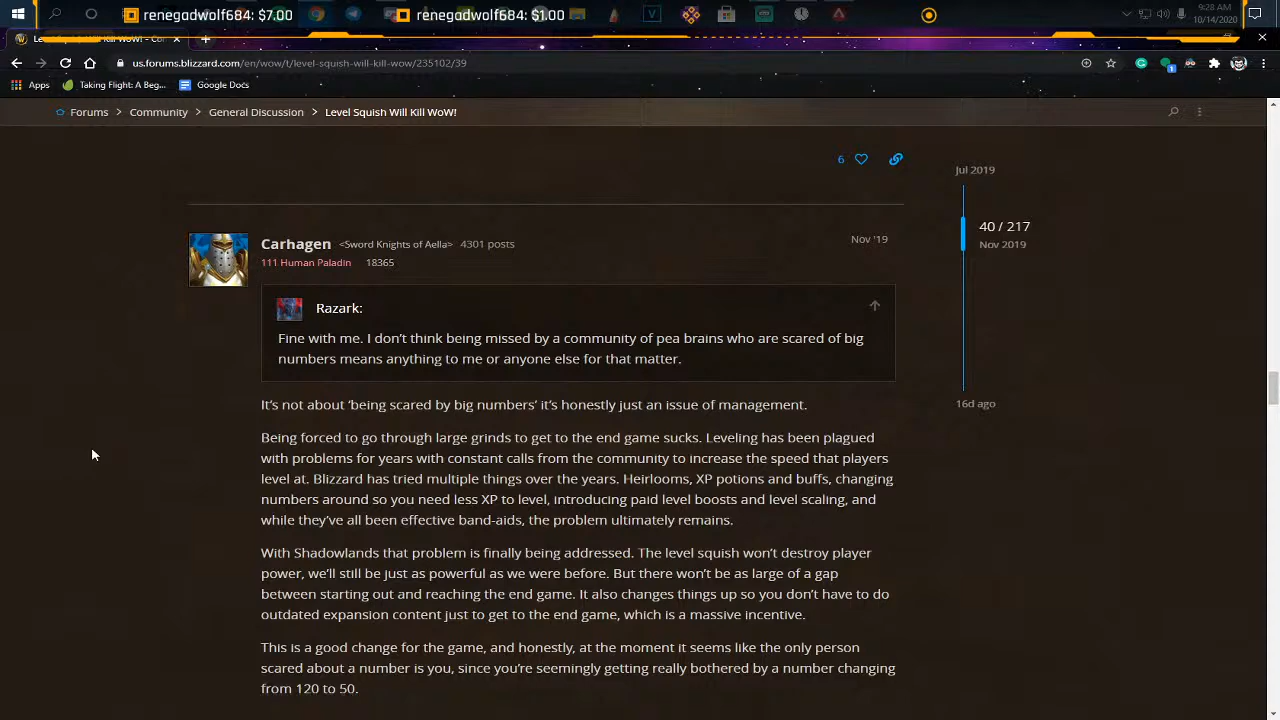 renegadwolf684: $7.00
renegadwolf684: $1.00
9:28 AM
10/14/2020
us.forums.blizzard.com/en/wow/t/level-squish-will-kill-wow/235102/39
Apps
Taking Flight: A Beg...
Google Docs
Forums > Community > General Discussion > Level Squish Will Kill WoW!
6
Jul 2019
40 / 217
Nov 2019
16d ago
Carhagen <Sword Knights of Aella> 4301 posts
Nov '19
111 Human Paladin 18365
Razark:
Fine with me. I don’t think being missed by a community of pea brains who are scared of big
numbers means anything to me or anyone else for that matter.
It’s not about ‘being scared by big numbers’ it’s honestly just an issue of management.
Being forced to go through large grinds to get to the end game sucks. Leveling has been plagued
with problems for years with constant calls from the community to increase the speed that players
level at. Blizzard has tried multiple things over the years. Heirlooms, XP potions and buffs, changing
numbers around so you need less XP to level, introducing paid level boosts and level scaling, and
while they’ve all been effective band-aids, the problem ultimately remains.
With Shadowlands that problem is finally being addressed. The level squish won’t destroy player
power, we’ll still be just as powerful as we were before. But there won’t be as large of a gap
between starting out and reaching the end game. It also changes things up so you don’t have to do
outdated expansion content just to get to the end game, which is a massive incentive.
This is a good change for the game, and honestly, at the moment it seems like the only person
scared about a number is you, since you’re seemingly getting really bothered by a number changing
from 120 to 50.